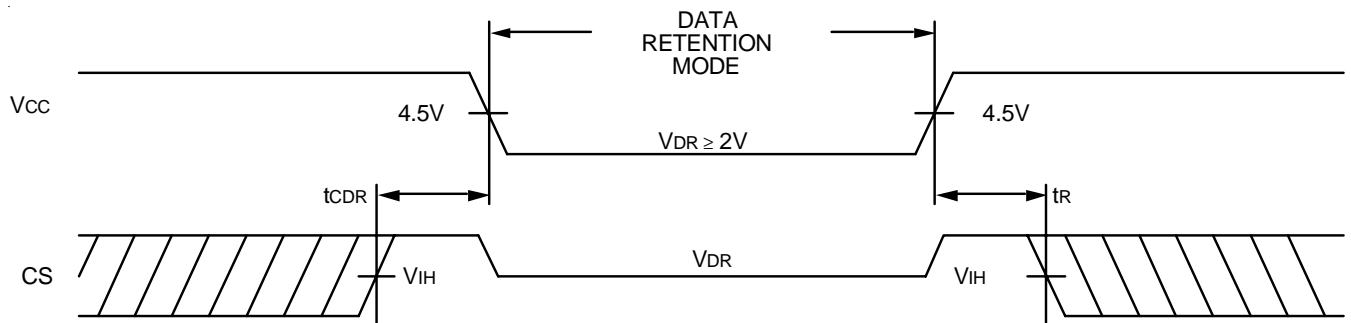 DATA
RETENTION
MODE
VCC
4.5V
4.5V
VDR ≥ 2V
tCDR
tR
CS
VIH
VDR
VIH